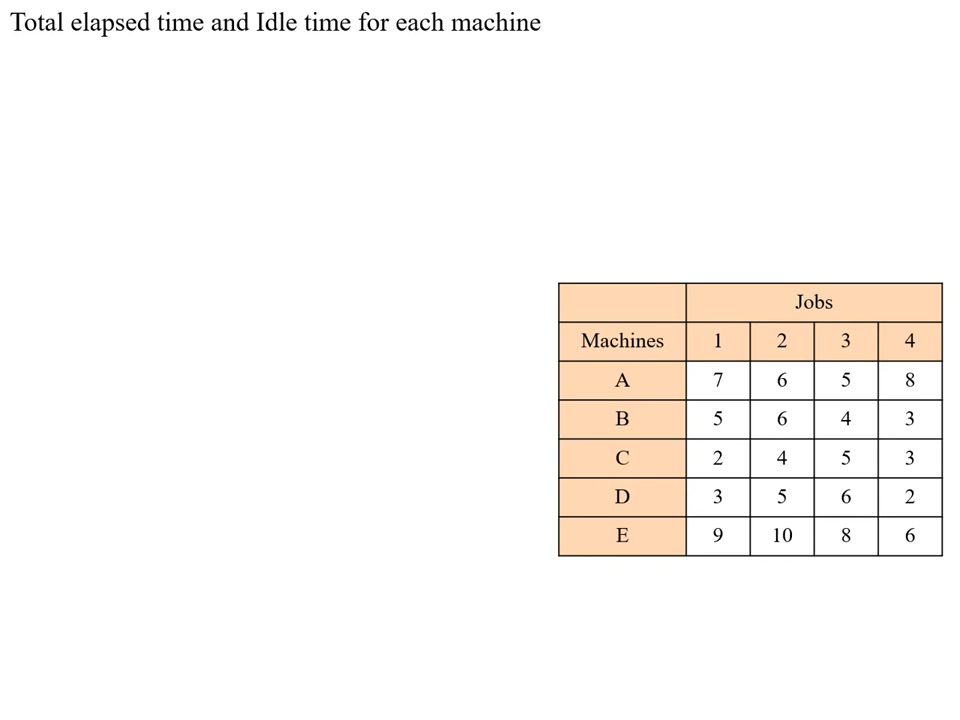 Total elapsed time and Idle time for each machine
Jobs
Machines 1 2 3 4
A 7 6 5 8
B 5 6 4 3
C 2 4 5 3
D 3 5 6 2
E 9 10 8 6